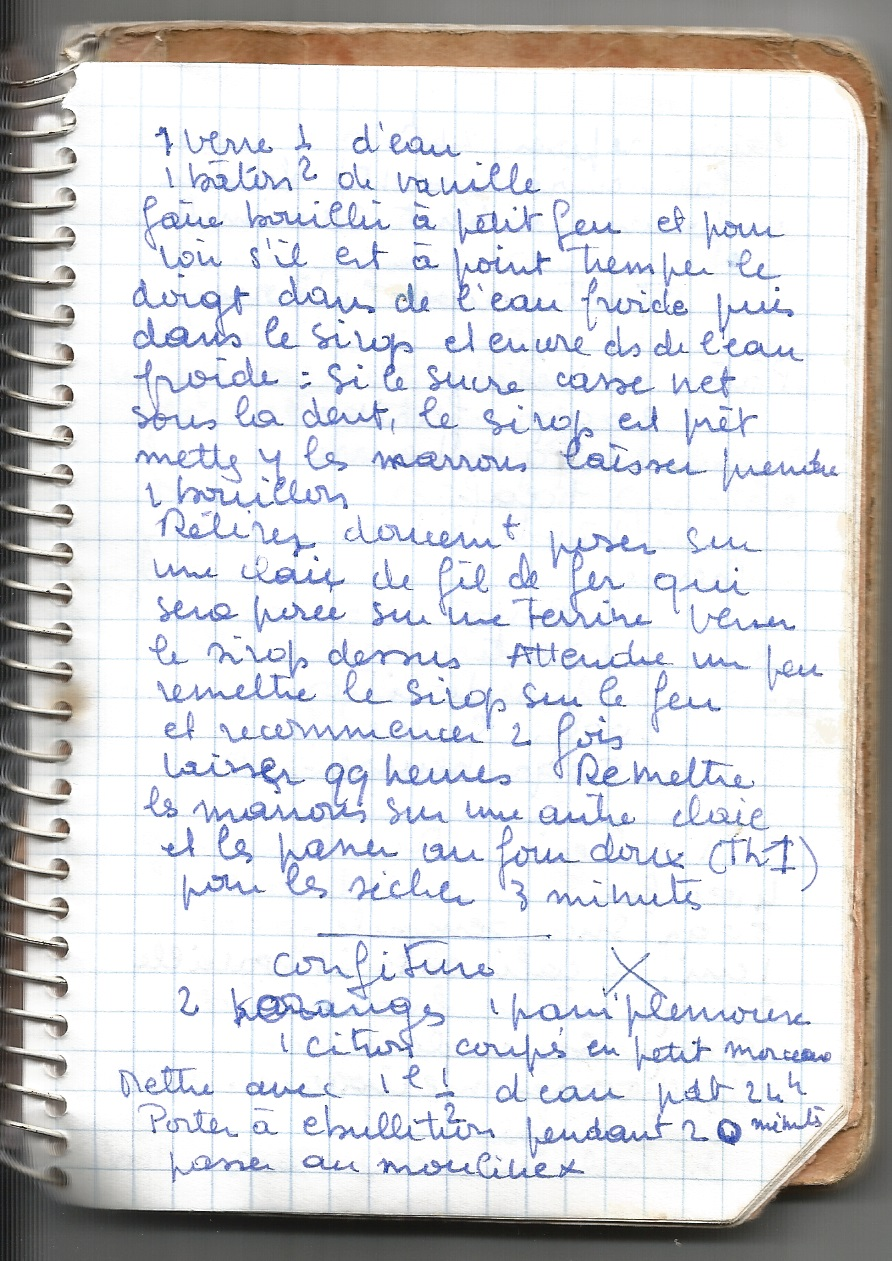 1 verre 1/2 d'eau
1 bâton de vanille
faire bouillir à petit feu et pour
voir s'il est à point tremper le
doigt dans de l'eau froide puis
dans le sirop et encore ds de l'eau
froide : si le sucre casse net
sous la dent, le sirop est prêt
mettez y les marrons laisser prendre
1 bouillon
Retirez doucemt poser sur
une claie de fil de fer qui
sera posée sur une terrine verser
le sirop dessus Attendre un peu
remettre le sirop sur le feu
et recommencer 2 fois
laisser qq heures Remettre
les marrons sur une autre claie
et les passer au four doux (Th 1)
pour les sécher 3 minutes
confiture X
2 oranges 1 pamplemoux
1 citron coupés en petit morceau
Mettre avec 1 l 1/2 d'eau pdt 24 h
Porter à ebullition pendant 20 minuts
passer au moulinex